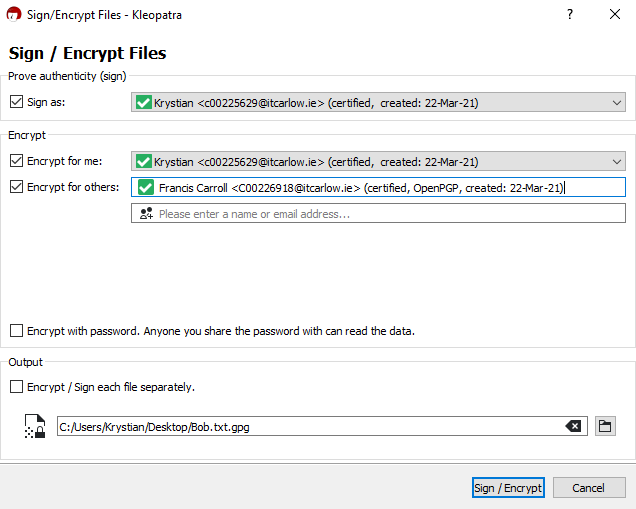 Sign/Encrypt Files - Kleopatra
?
Sign / Encrypt Files
Prove authenticity (sign)
Sign as:
Krystian <c00225629@itcarlow.ie> (certified, created: 22-Mar-21)
Encrypt
Encrypt for me:
Krystian <c00225629@itcarlow.ie> (certified, created: 22-Mar-21)
Encrypt for others:
Francis Carroll <C00226918@itcarlow.ie> (certified, OpenPGP, created: 22-Mar-21)
Please enter a name or email address...
Encrypt with password. Anyone you share the password with can read the data.
Output
Encrypt / Sign each file separately.
C:/Users/Krystian/Desktop/Bob.txt.gpg
Sign / Encrypt
Cancel